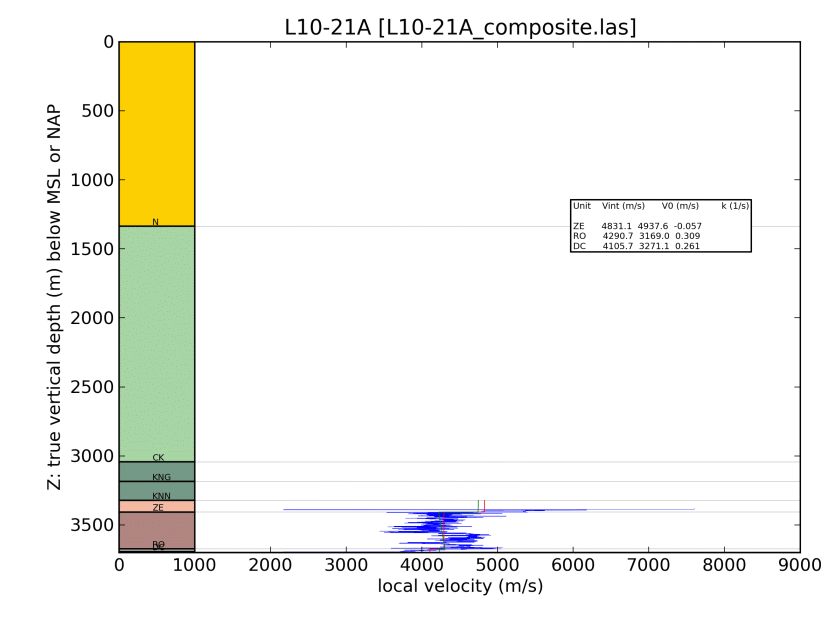 L10-21A [L10-21A_composite.las]
Z: true vertical depth (m) below MSL or NAP
0
500
1000
1500
2000
2500
3000
3500
N
CK
KNG
KNN
ZE
RO
DC
Unit Vint (m/s) V0 (m/s) k (1/s)
ZE 4831.1 4937.6 -0.057
RO 4290.7 3169.0 0.309
DC 4105.7 3271.1 0.261
0 1000 2000 3000 4000 5000 6000 7000 8000 9000
local velocity (m/s)